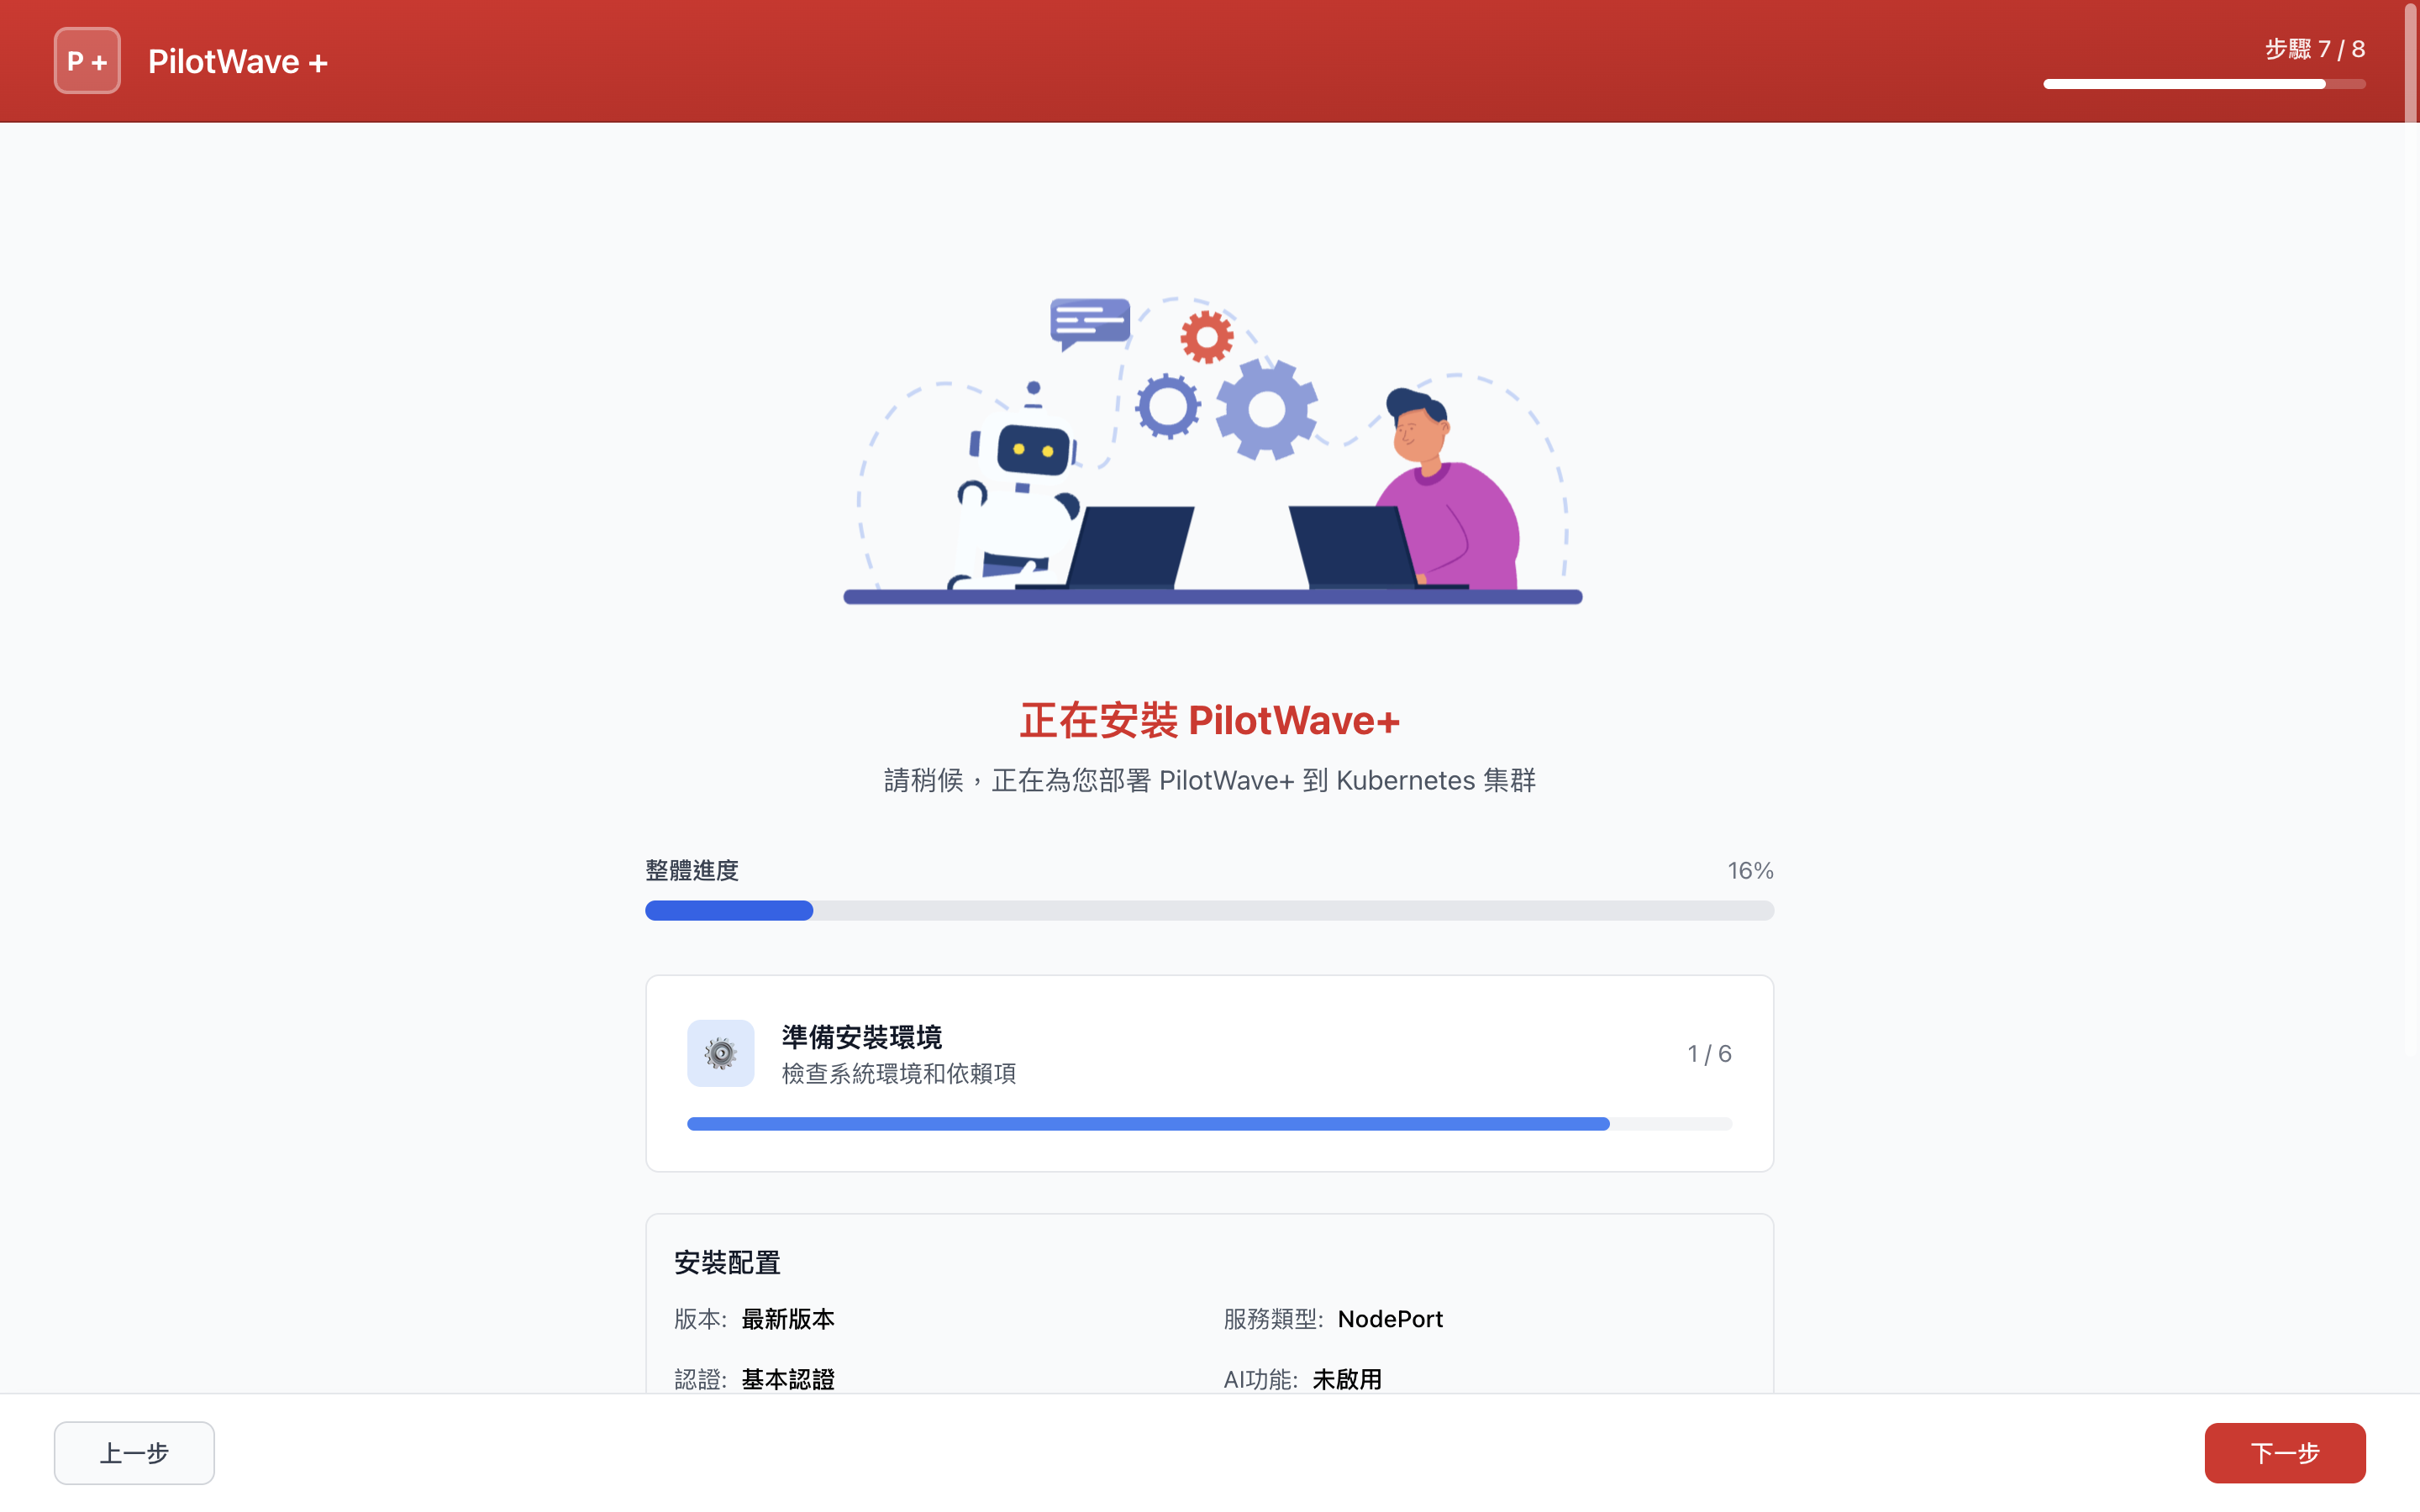 P +
PilotWave +
步驟 7 / 8
正在安裝 PilotWave+
請稍候，正在為您部署 PilotWave+ 到 Kubernetes 集群
整體進度
16%
準備安裝環境
檢查系統環境和依賴項
1 / 6
安裝配置
版本: 最新版本
服務類型: NodePort
認證: 基本認證
AI功能: 未啟用
上一步
下一步